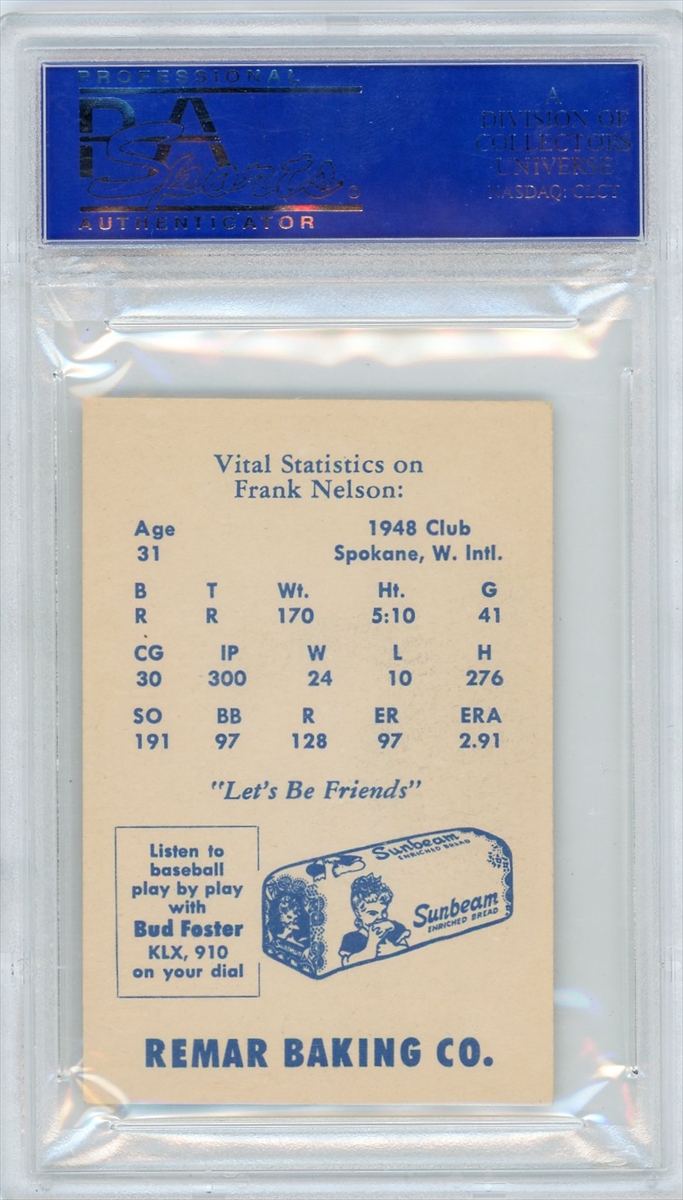 PROFESSIONAL
PSA
Sports
AUTHENTICATOR
A
DIVISION OF
COLLECTORS
UNIVERSE
NASDAQ: CLCT
Vital Statistics on
Frank Nelson:
Age 1948 Club
31 Spokane, W. Intl.
B T Wt. Ht. G
R R 170 5:10 41
CG IP W L H
30 300 24 10 276
SO BB R ER ERA
191 97 128 97 2.91
"Let's Be Friends"
Listen to
baseball
play by play
with
Bud Foster
KLX, 910
on your dial
Sunbeam
ENRICHED BREAD
Sunbeam
ENRICHED BREAD
REMAR BAKING CO.